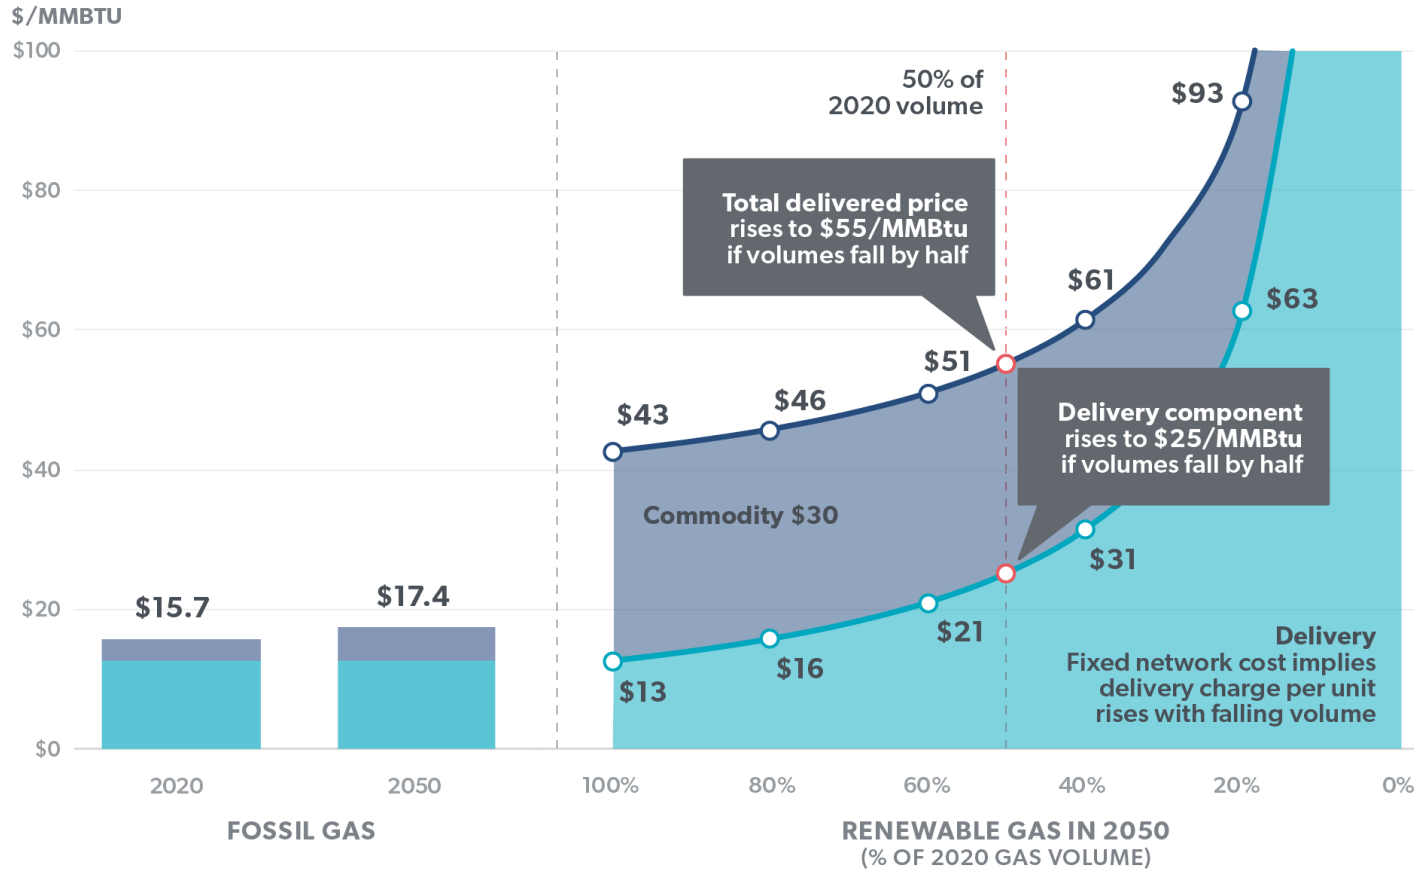 $/MMBTU
$100
$80
$60
$40
$20
$0
50% of
2020 volume
Total delivered price
rises to $55/MMBtu
if volumes fall by half
Delivery component
rises to $25/MMBtu
if volumes fall by half
$93
$63
$61
$51
$46
$43
Commodity $30
$31
$21
$16
$13
$15.7
$17.4
Delivery
Fixed network cost implies
delivery charge per unit
rises with falling volume
2020
2050
100%
80%
60%
40%
20%
0%
FOSSIL GAS
RENEWABLE GAS IN 2050
(% OF 2020 GAS VOLUME)